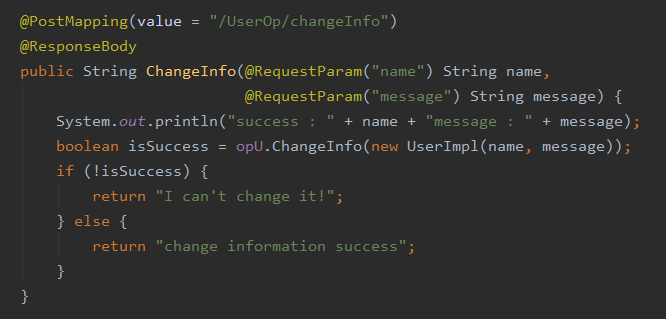 @PostMapping(value = "/UserOp/changeInfo")
@ResponseBody
public String ChangeInfo(@RequestParam("name") String name,
                         @RequestParam("message") String message) {
    System.out.println("success : " + name + "message : " + message);
    boolean isSuccess = opU.ChangeInfo(new UserImpl(name, message));
    if (!isSuccess) {
        return "I can't change it!";
    } else {
        return "change information success";
    }
}